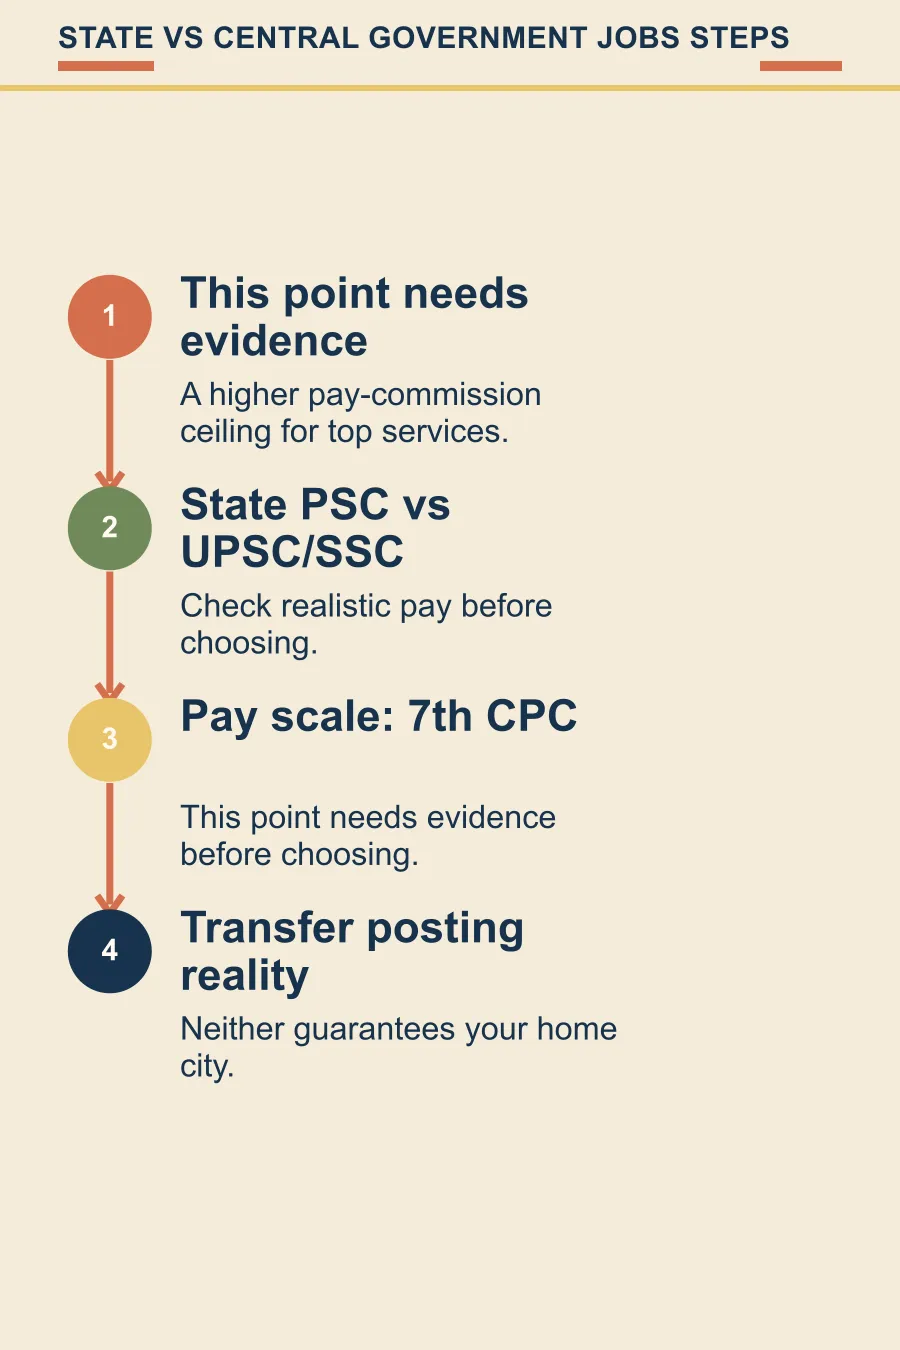 STATE VS CENTRAL GOVERNMENT JOBS STEPS
1
This point needs
evidence
A higher pay-commission
ceiling for top services.
2
State PSC vs
UPSC/SSC
Check realistic pay before
choosing.
3
Pay scale: 7th CPC
This point needs evidence
before choosing.
4
Transfer posting
reality
Neither guarantees your home
city.